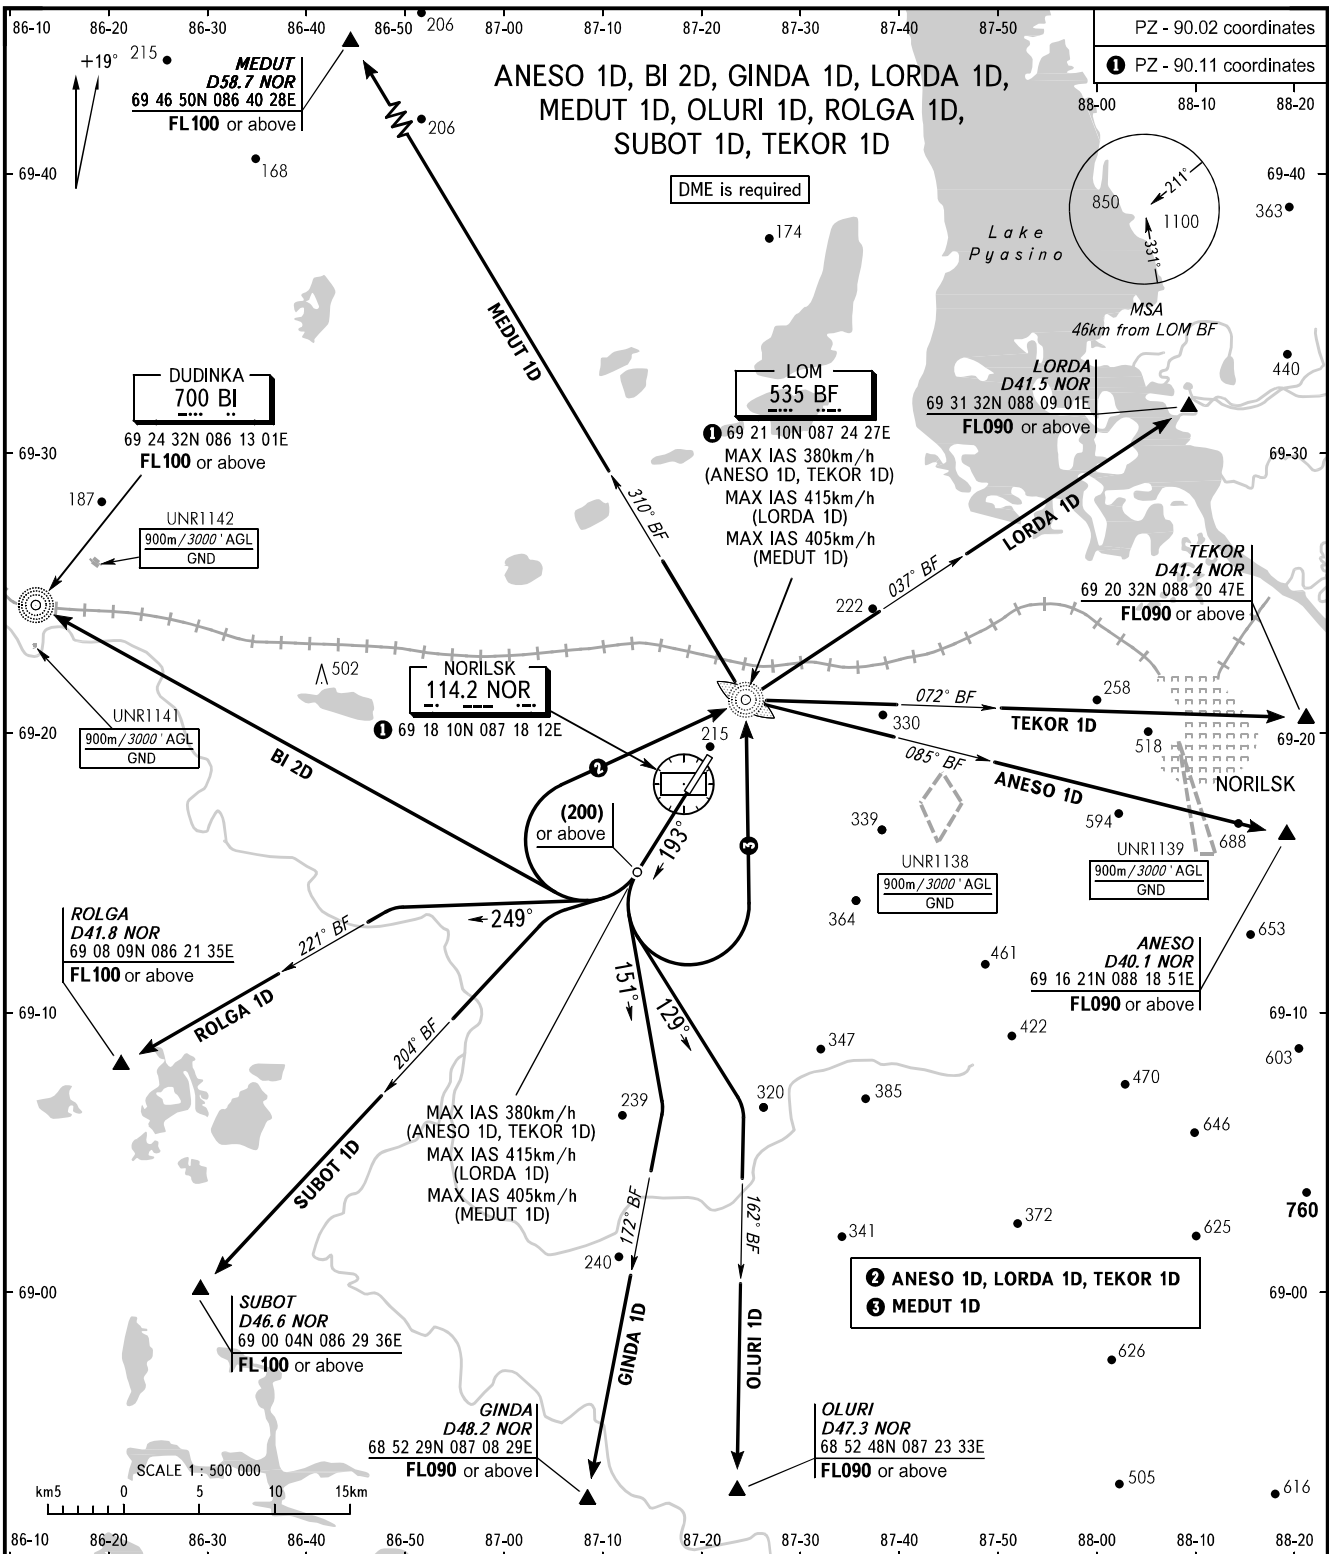 86-10 86-20 86-30 86-40 86-50 87-00 87-10 87-20 87-30 87-40 87-50
PZ - 90.02 coordinates
❶ PZ - 90.11 coordinates
88-00 88-10 88-20
+19°
215
206
MEDUT
D58.7 NOR
69 46 50N 086 40 28E
FL100 or above
ANESO 1D, BI 2D, GINDA 1D, LORDA 1D,
MEDUT 1D, OLURI 1D, ROLGA 1D,
SUBOT 1D, TEKOR 1D
206
168
69-40
69-40
DME is required
174
Lake
Pyasino
850
1100
211°
331°
363
MSA
46km from LOM BF
440
MEDUT 1D
310° BF
DUDINKA
700 BI
69 24 32N 086 13 01E
FL100 or above
LOM
535 BF
❶ 69 21 10N 087 24 27E
MAX IAS 380km/h
(ANESO 1D, TEKOR 1D)
MAX IAS 415km/h
(LORDA 1D)
MAX IAS 405km/h
(MEDUT 1D)
LORDA
D41.5 NOR
69 31 32N 088 09 01E
FL090 or above
69-30
69-30
187
UNR1142
900m/3000 ' AGL
GND
LORDA 1D
037° BF
222
TEKOR
D41.4 NOR
69 20 32N 088 20 47E
FL090 or above
502
NORILSK
114.2 NOR
❶ 69 18 10N 087 18 12E
UNR1141
900m/3000 ' AGL
GND
BI 2D
69-20
69-20
215
072° BF
TEKOR 1D
258
330
518
085° BF
ANESO 1D
NORILSK
❷
(200)
or above
193°
❸
339
594
688
UNR1138
900m/3000 ' AGL
GND
UNR1139
900m/3000 ' AGL
GND
364
653
461
ROLGA
D41.8 NOR
69 08 09N 086 21 35E
FL100 or above
221° BF
249°
ROLGA 1D
151°
129°
ANESO
D40.1 NOR
69 16 21N 088 18 51E
FL090 or above
69-10
69-10
422
347
603
204° BF
470
385
320
239
646
MAX IAS 380km/h
(ANESO 1D, TEKOR 1D)
MAX IAS 415km/h
(LORDA 1D)
MAX IAS 405km/h
(MEDUT 1D)
SUBOT 1D
172° BF
162° BF
760
372
341
625
240
❷ ANESO 1D, LORDA 1D, TEKOR 1D
❸ MEDUT 1D
69-00
69-00
SUBOT
D46.6 NOR
69 00 04N 086 29 36E
FL100 or above
GINDA 1D
OLURI 1D
626
GINDA
D48.2 NOR
68 52 29N 087 08 29E
FL090 or above
OLURI
D47.3 NOR
68 52 48N 087 23 33E
FL090 or above
SCALE 1 : 500 000
km5 0 5 10 15km
505
616
86-10 86-20 86-30 86-40 86-50 87-00 87-10 87-20 87-30 87-40 87-50 88-00 88-10 88-20